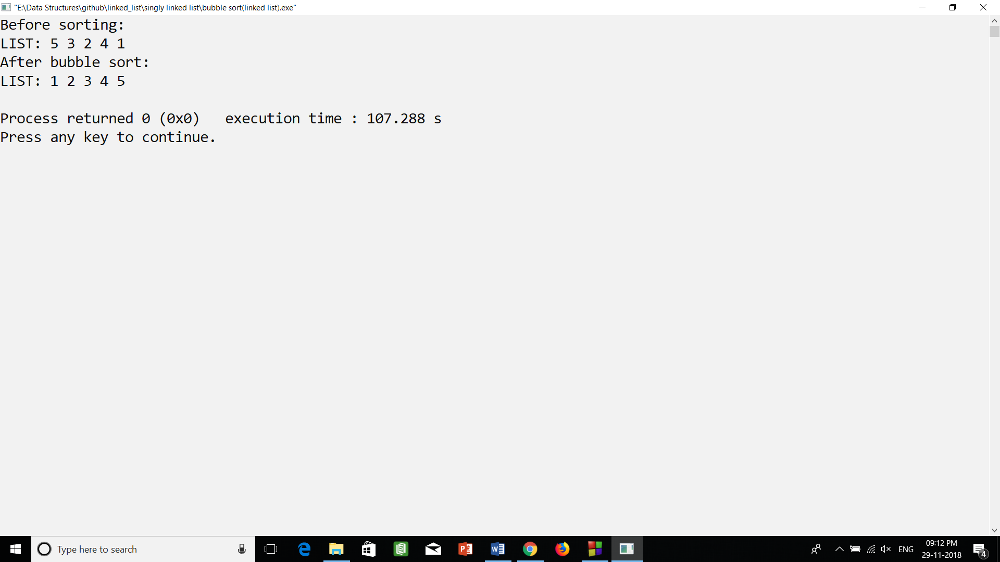 "E:\Data Structures\github\linked_list\singly linked list\bubble sort(linked list).exe"
Before sorting:
LIST: 5 3 2 4 1
After bubble sort:
LIST: 1 2 3 4 5
Process returned 0 (0x0)   execution time : 107.288 s
Press any key to continue.
Type here to search
ENG
09:12 PM
29-11-2018
4